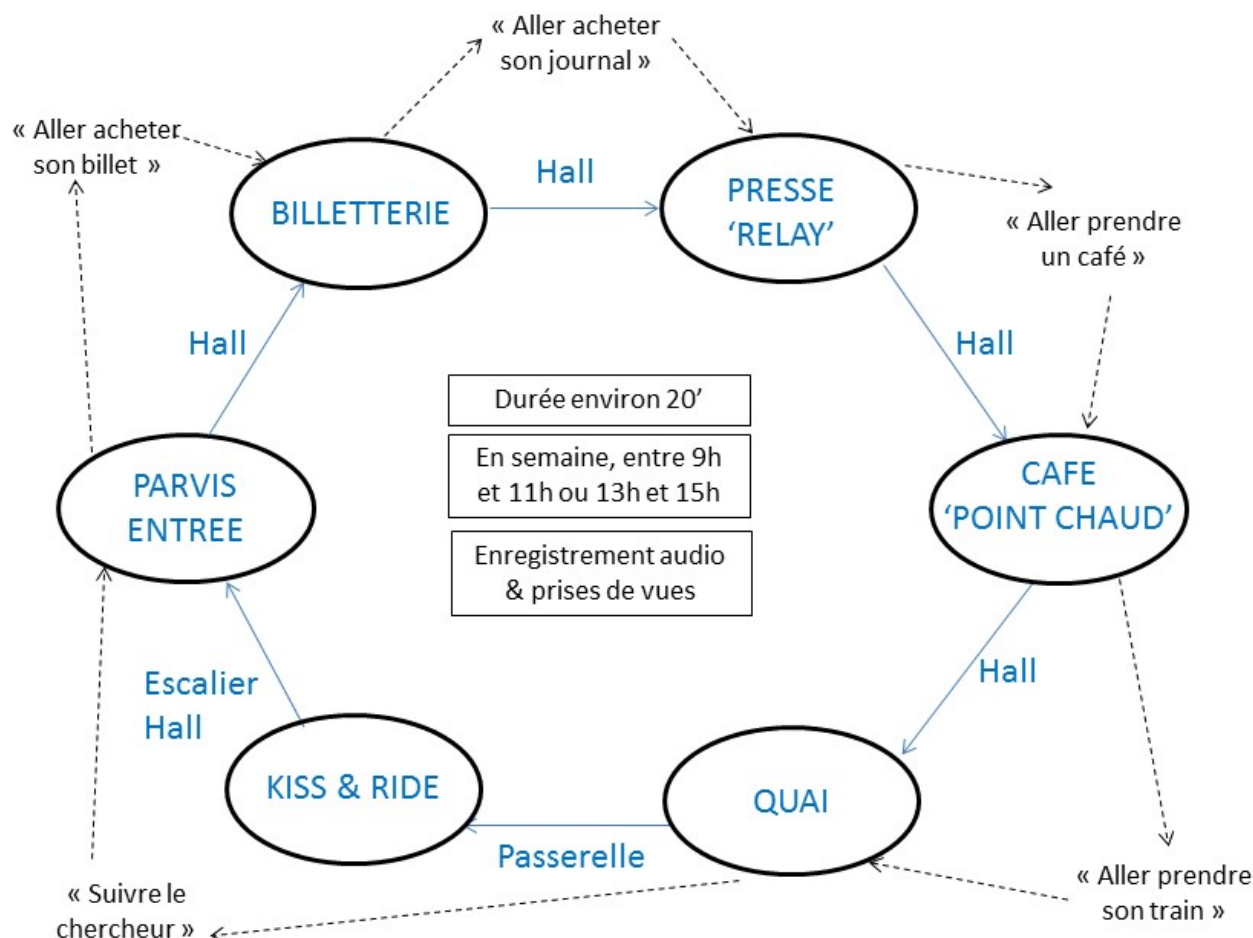 « Aller acheter
son journal »
« Aller acheter
son billet »
BILLETTERIE
Hall
PRESSE
‘RELAY’
« Aller prendre
un café »
Hall
Hall
Durée environ 20’
En semaine, entre 9h
et 11h ou 13h et 15h
Enregistrement audio
& prises de vues
PARVIS
ENTREE
CAFE
‘POINT CHAUD’
Escalier
Hall
Hall
KISS & RIDE
QUAI
Passerelle
« Suivre le
chercheur »
« Aller prendre
son train »